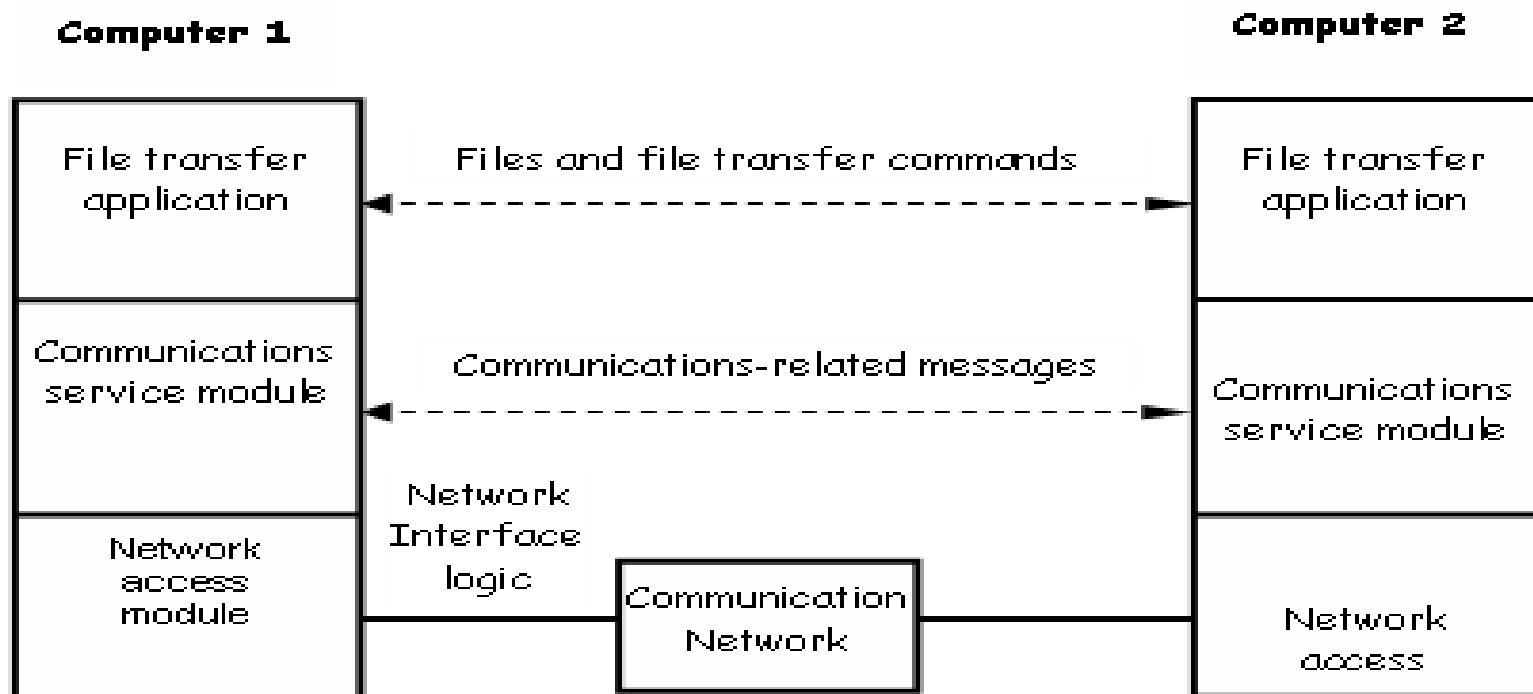 Computer 1
Computer 2
File transfer
application
Files and file transfer commands
File transfer
application
Communications
service module
Communications-related messages
Communications
service module
Network
access
module
Network
Interface
logic
Communication
Network
Network
access